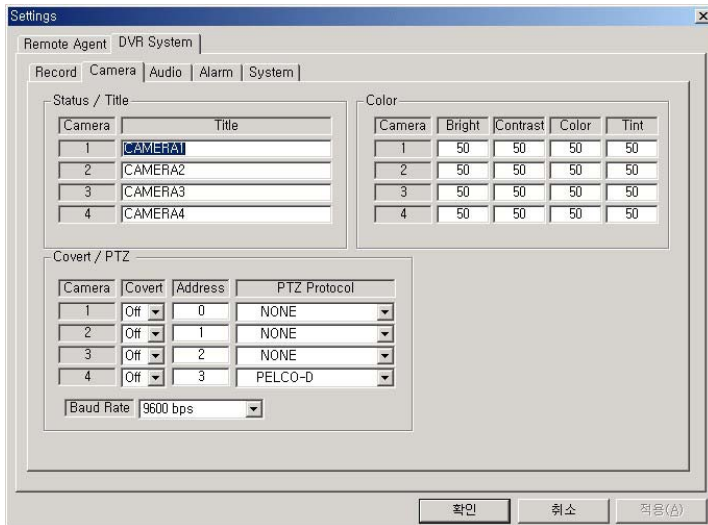 Settings
Remote Agent DVR System
Record Camera Audio Alarm System
Status / Title
Camera Title
1 CAMERA1
2 CAMERA2
3 CAMERA3
4 CAMERA4
Color
Camera Bright Contrast Color Tint
1 50 50 50 50
2 50 50 50 50
3 50 50 50 50
4 50 50 50 50
Covert / PTZ
Camera Covert Address PTZ Protocol
1 Off 0 NONE
2 Off 1 NONE
3 Off 2 NONE
4 Off 3 PELCO-D
Baud Rate 9600 bps
확인 취소 적용(A)